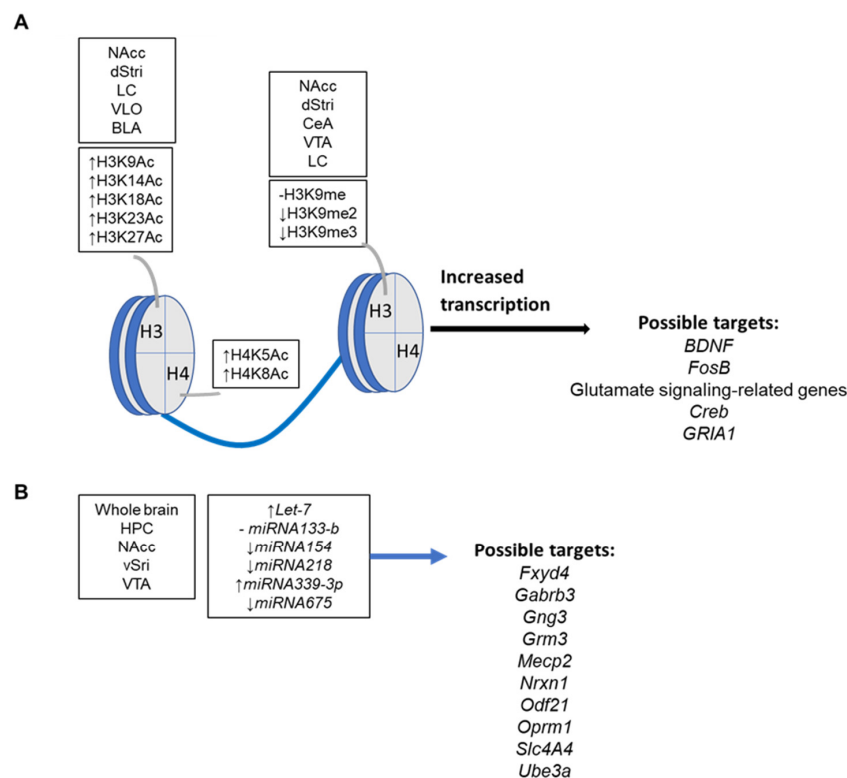 A
NAcc
dStri
LC
VLO
BLA
↑H3K9Ac
↑H3K14Ac
↑H3K18Ac
↑H3K23Ac
↑H3K27Ac
NAcc
dStri
CeA
VTA
LC
-H3K9me
↓H3K9me2
↓H3K9me3
H3
H4
↑H4K5Ac
↑H4K8Ac
H3
H4
Increased
transcription
Possible targets:
BDNF
FosB
Glutamate signaling-related genes
Creb
GRIA1
B
Whole brain
HPC
NAcc
vSri
VTA
↑Let-7
- miRNA133-b
↓miRNA154
↓miRNA218
↑miRNA339-3p
↓miRNA675
Possible targets:
Fxyd4
Gabrb3
Gng3
Grm3
Mecp2
Nrxn1
Odf21
Oprm1
Slc4A4
Ube3a